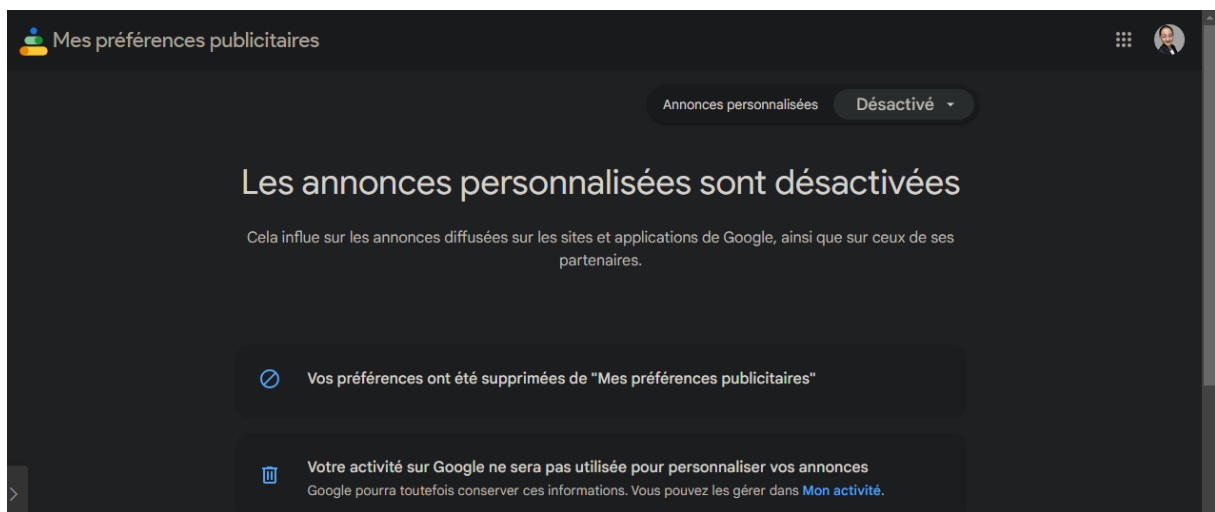 Mes préférences publicitaires
Annonces personnalisées Désactivé
Les annonces personnalisées sont désactivées
Cela influe sur les annonces diffusées sur les sites et applications de Google, ainsi que sur ceux de ses
partenaires.
Vos préférences ont été supprimées de "Mes préférences publicitaires"
Votre activité sur Google ne sera pas utilisée pour personnaliser vos annonces
Google pourra toutefois conserver ces informations. Vous pouvez les gérer dans Mon activité.